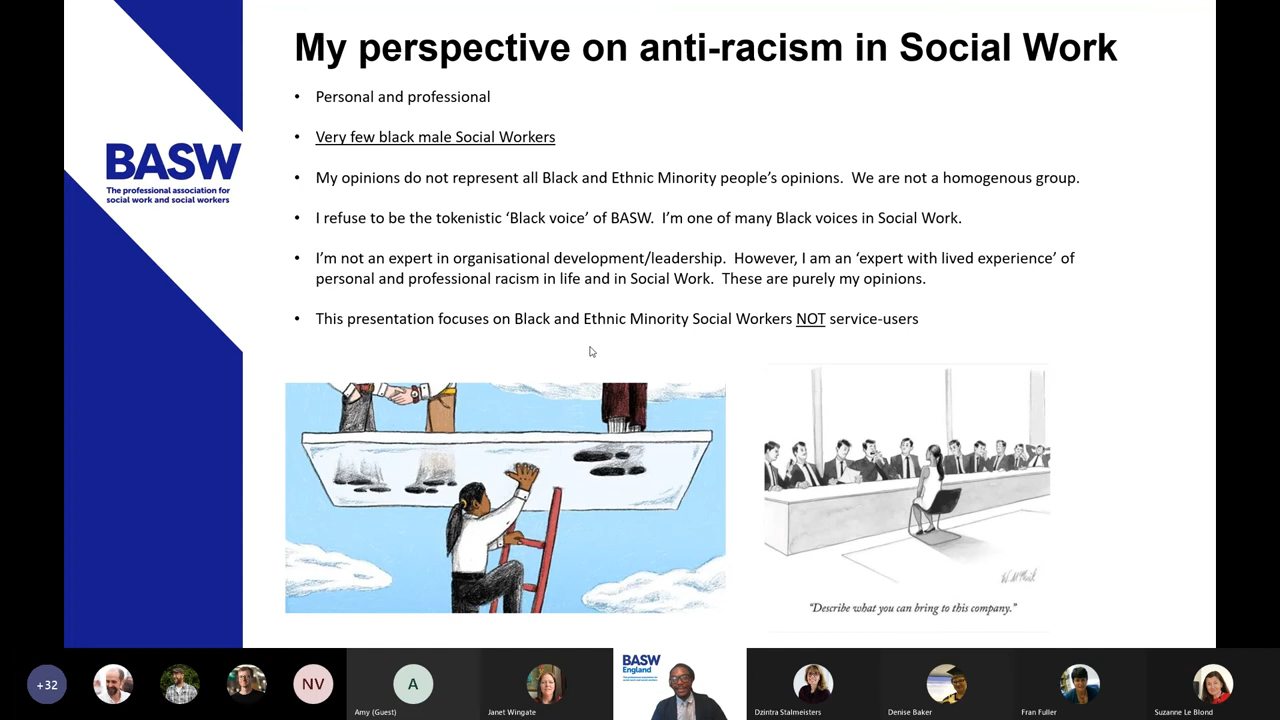 My perspective on anti-racism in Social Work
• Personal and professional
• Very few black male Social Workers
• My opinions do not represent all Black and Ethnic Minority people’s opinions. We are not a homogenous group.
• I refuse to be the tokenistic ‘Black voice’ of BASW. I’m one of many Black voices in Social Work.
• I’m not an expert in organisational development/leadership. However, I am an ‘expert with lived experience’ of
personal and professional racism in life and in Social Work. These are purely my opinions.
• This presentation focuses on Black and Ethnic Minority Social Workers NOT service-users
BASW
The professional association for
social work and social workers
“Describe what you can bring to this company.”
+32
NV
A
Amy (Guest)
Janet Wingate
BASW
England
Dzintra Stalmeisters
Denise Baker
Fran Fuller
Suzanne Le Blond